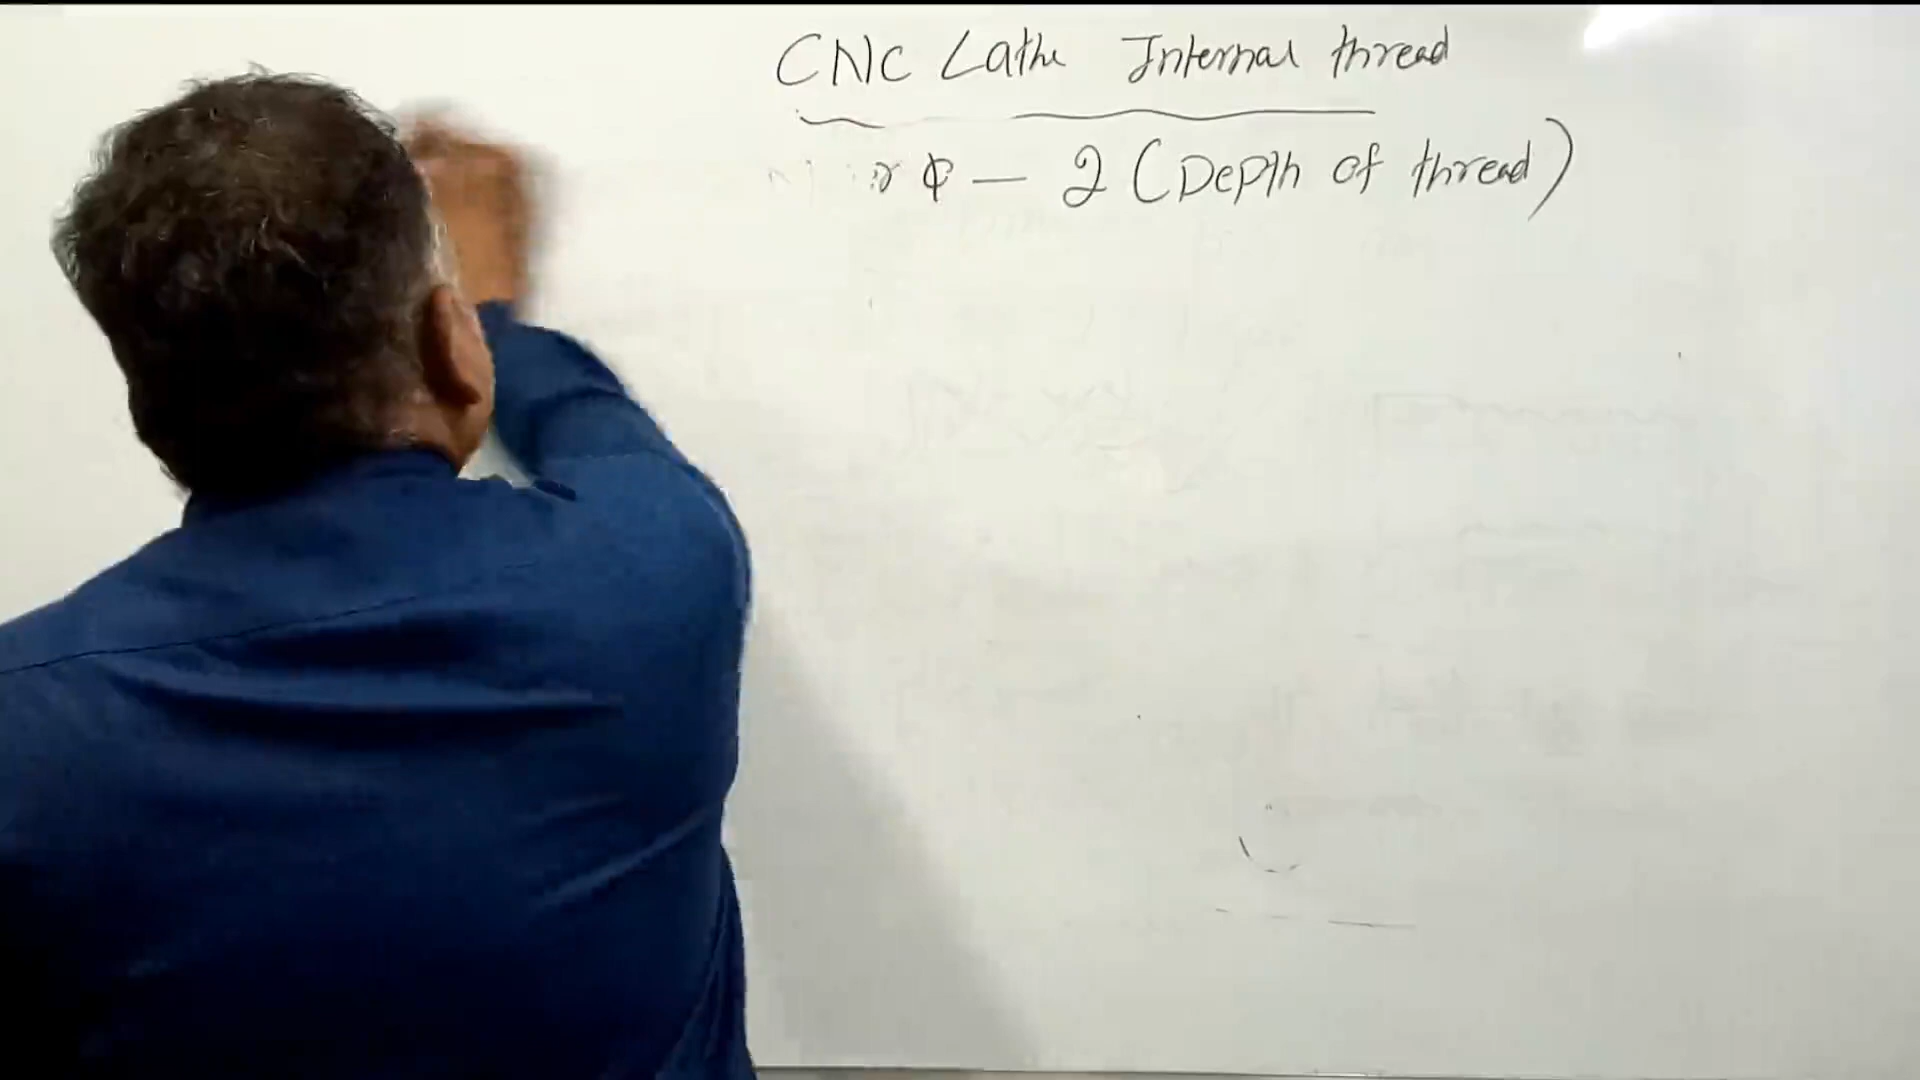 CNC Lathe Internal thread
φ - 2 (Depth of thread)